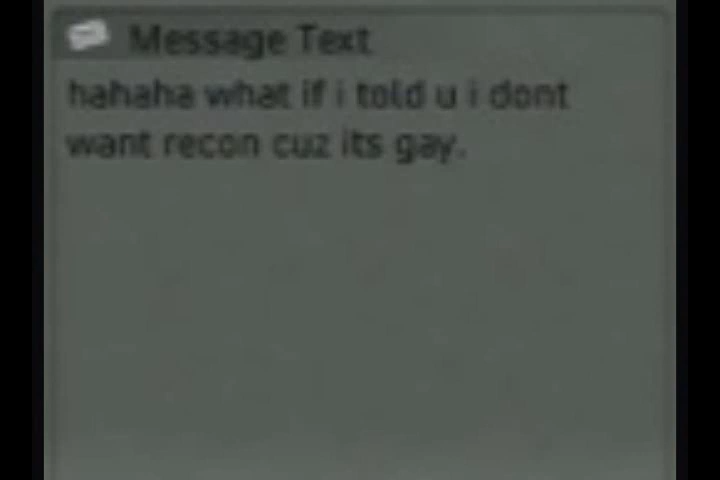 Message Text
hahaha what if i told u i dont
want recon cuz its gay.